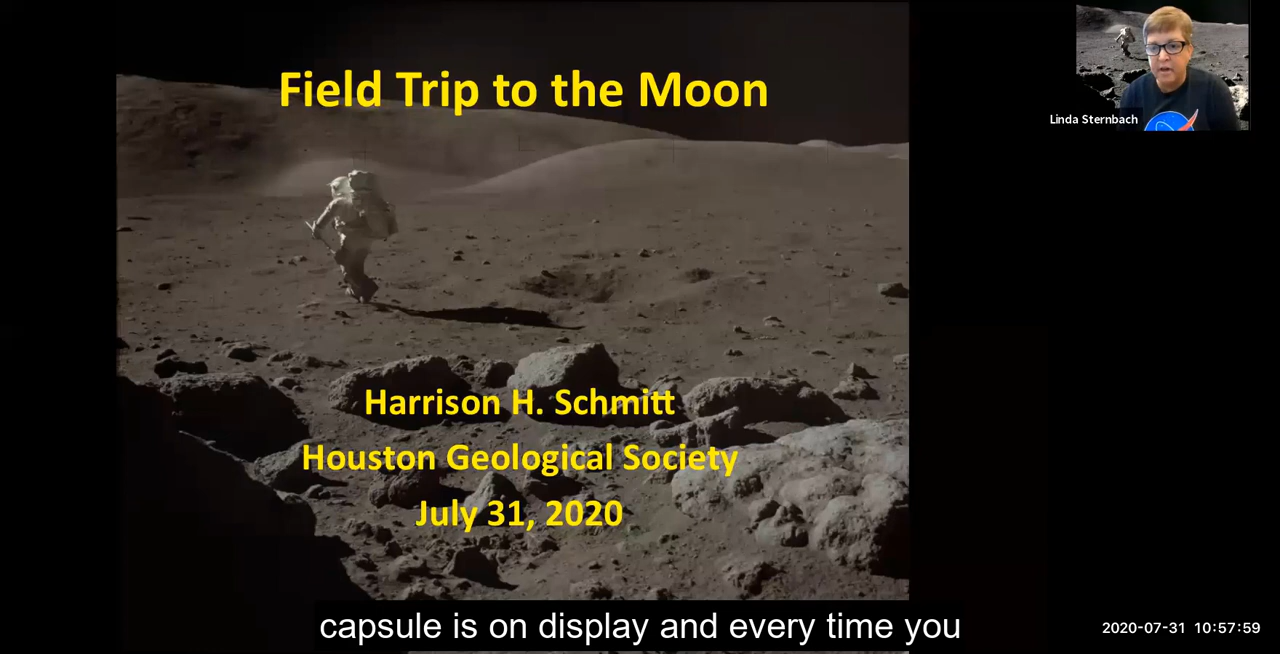 Field Trip to the Moon
Linda Sternbach
Harrison H. Schmitt
Houston Geological Society
July 31, 2020
capsule is on display and every time you
2020-07-31 10:57:59